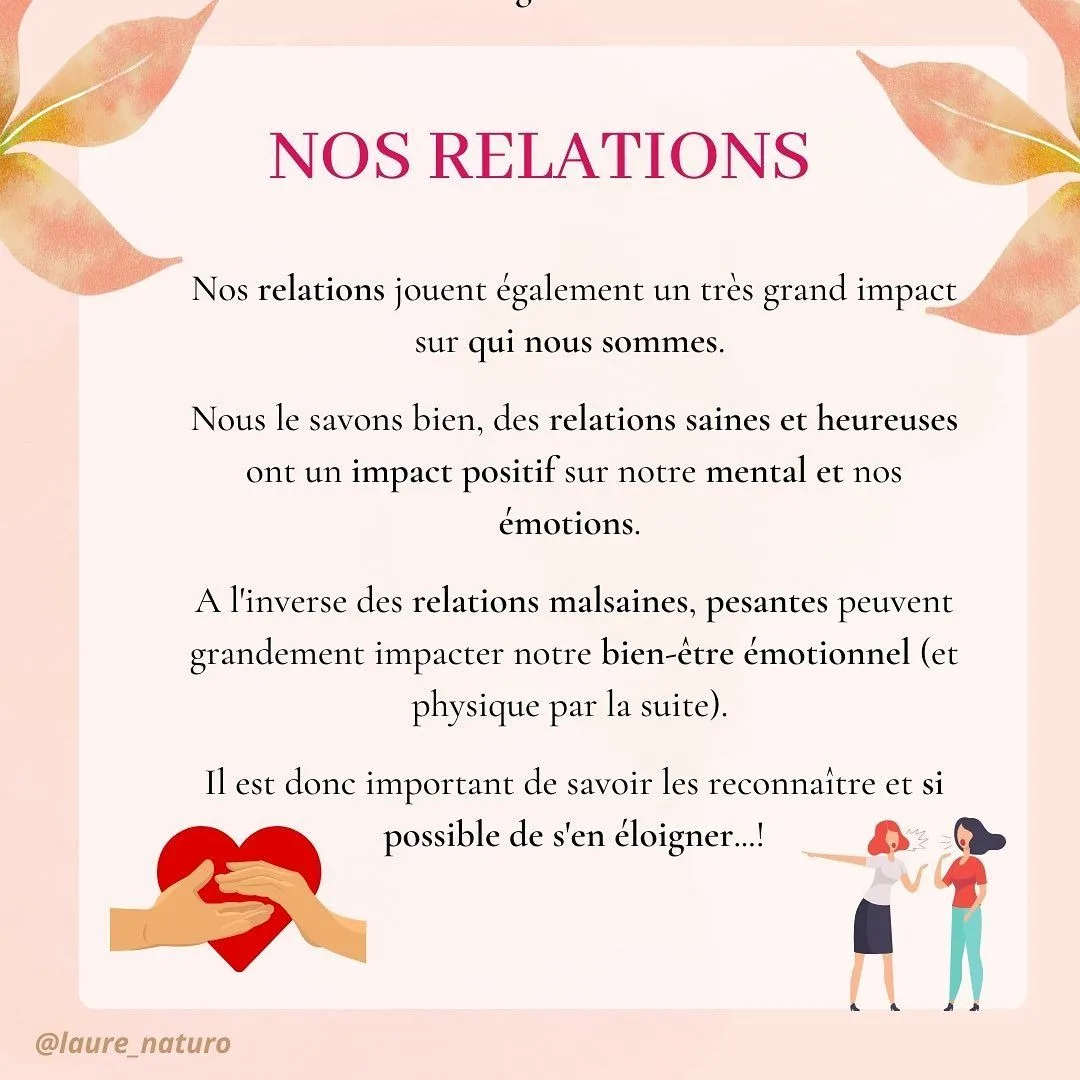 NOS RELATIONS
Nos relations jouent également un très grand impact
sur qui nous sommes.
Nous le savons bien, des relations saines et heureuses
ont un impact positif sur notre mental et nos
émotions.
A l'inverse des relations malsaines, pesantes peuvent
grandement impacter notre bien-être émotionnel (et
physique par la suite).
Il est donc important de savoir les reconnaître et si
possible de s'en éloigner...!
@laure_naturo